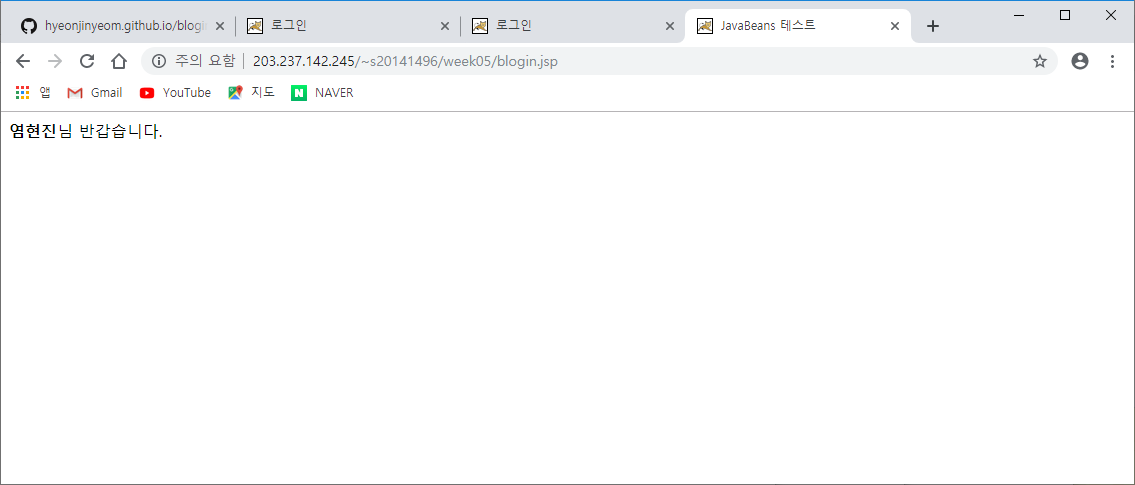 hyeonjinyeom.github.io/blogin
로그인
로그인
JavaBeans 테스트
주의 요함 203.237.142.245/~s20141496/week05/blogin.jsp
앱 Gmail YouTube 지도 NAVER
염현진님 반갑습니다.